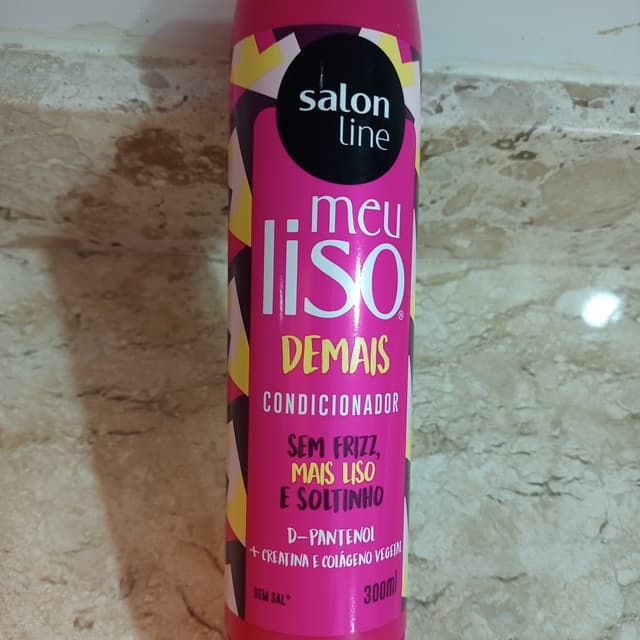 salon
line
meu
liso®
DEMAIS
CONDICIONADOR
SEM FRIZZ,
MAIS LISO
E SOLTINHO
D-PANTENOL
+ CREATINA E COLÁGENO VEGETAL
SEM SAL* 300ml